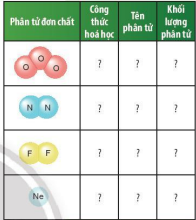 Phân tử đơn chất
Công thức hoá học
Tên phân tử
Khối lượng phân tử
O O O
? ? ?
N N
? ? ?
F F
? ? ?
Ne
? ? ?